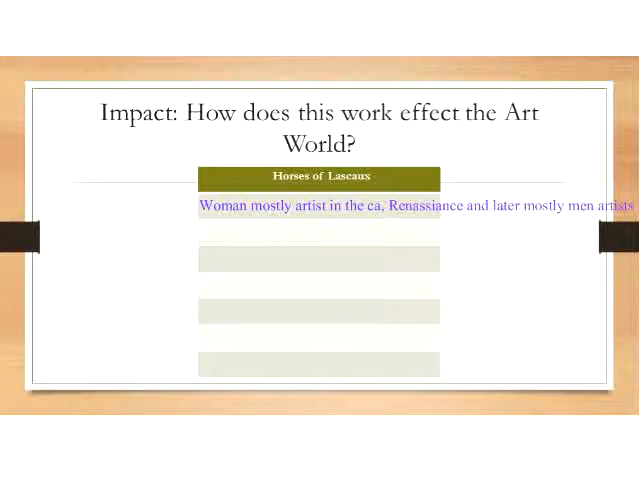 Impact: How does this work effect the Art
World?
Horses of Lascaux
Woman mostly artist in the ca, Renassiance and later mostly men artists